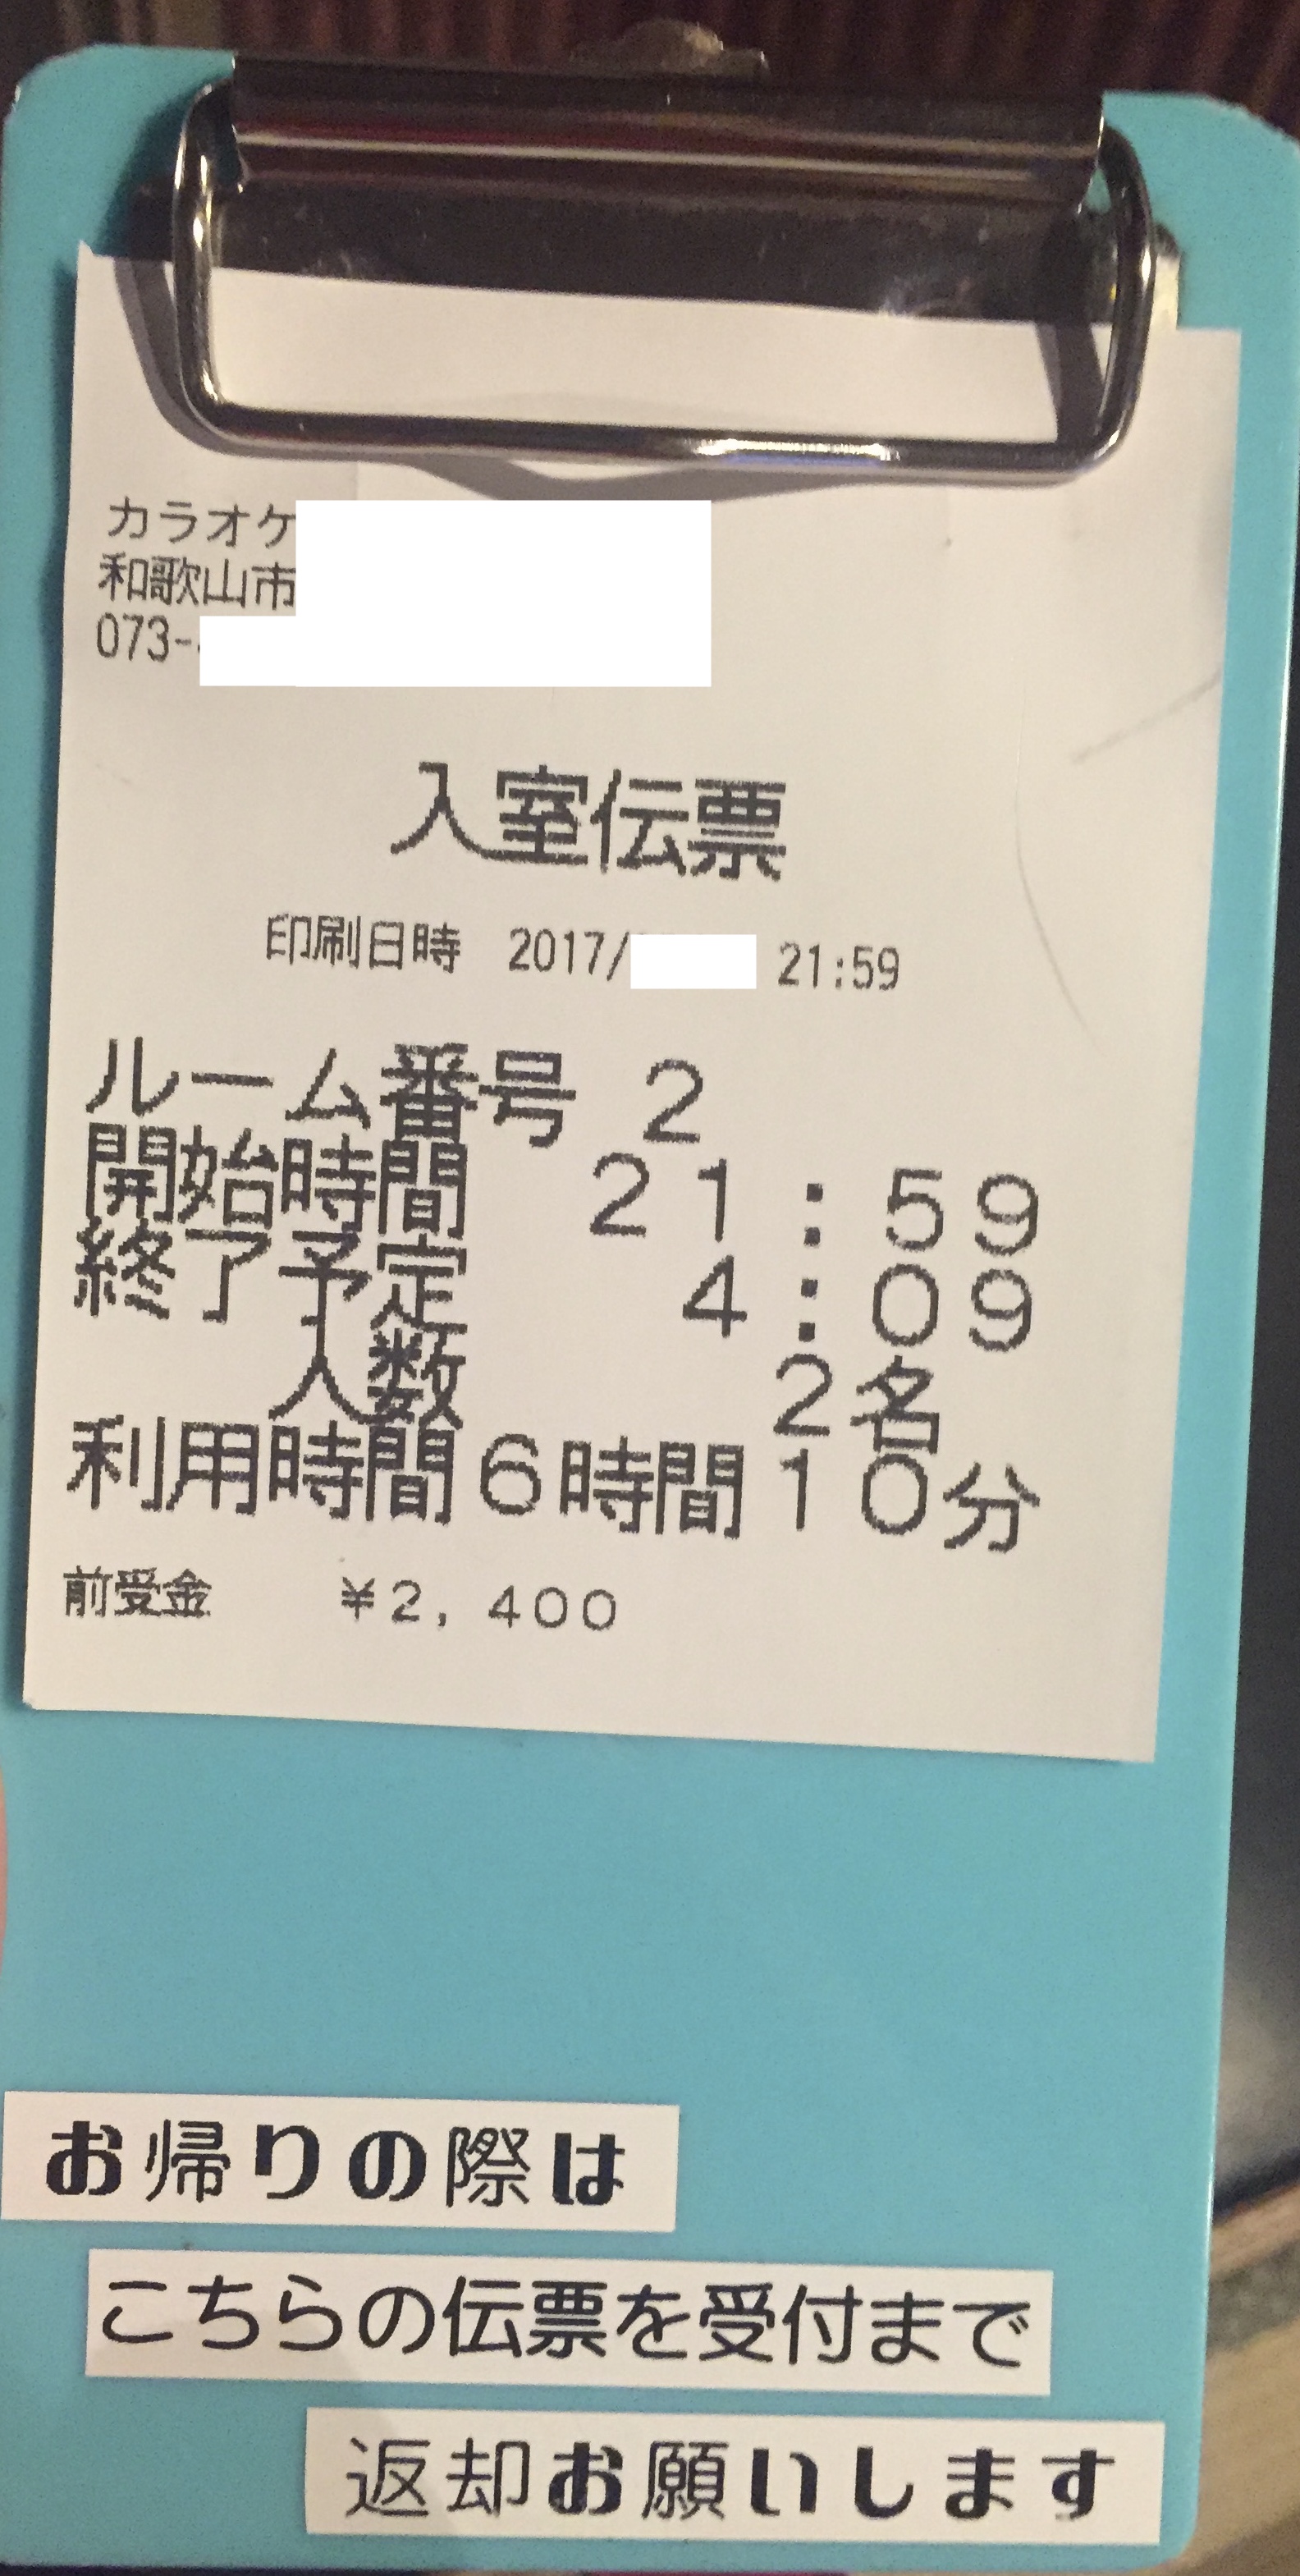 カラオケ
和歌山市
073-
入室伝票
印刷日時 2017/ 21:59
ルーム番号 2
開始時間 21:59
終了予定 4:09
人数 2名
利用時間6時間10分
前受金 ¥2,400
お帰りの際は
こちらの伝票を受付まで
返却お願いします